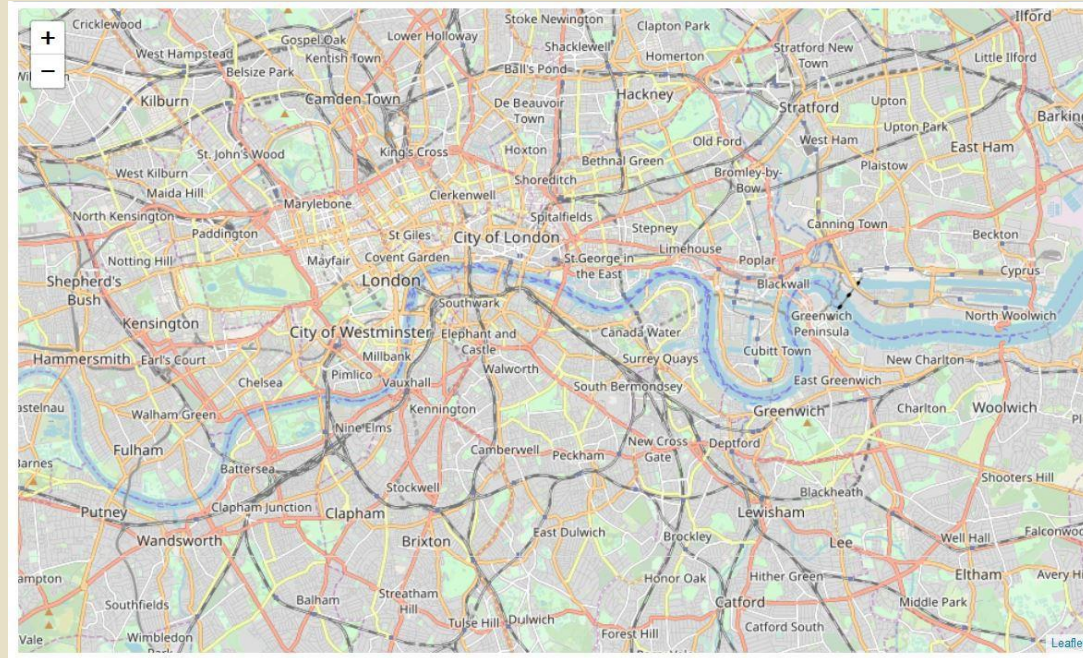 Cricklewood
Stoke Newington
Clapton Park
Ilford
+
Gospel Oak
Lower Holloway
Shacklewell
Stratford New
Town
Little Ilford
West Hampstead
Kentish Town
Homerton
−
Belsize Park
Ball's Pond
Kilburn
Camden Town
De Beauvoir
Town
Hackney
Stratford
Upton
Barking
St. John's Wood
King's Cross
Hoxton
Old Ford
West Ham
Upton Park
East Ham
West Kilburn
Bethnal Green
Plaistow
Maida Hill
Shoreditch
Bromley-by-
Bow
Marylebone
Clerkenwell
North Kensington
Spitalfields
Paddington
St Giles
City of London
Stepney
Canning Town
Beckton
Notting Hill
Mayfair
Covent Garden
St.George in
the East
Limehouse
Poplar
Cyprus
Shepherd's
Bush
London
Blackwall
Southwark
Greenwich
Peninsula
North Woolwich
Kensington
City of Westminster
Elephant and
Castle
Canada Water
Hammersmith
Earl's Court
Millbank
Surrey Quays
Cubitt Town
New Charlton
Pimlico
Vauxhall
Walworth
South Bermondsey
East Greenwich
Chelsea
astelnau
Walham Green
Kennington
Greenwich
Charlton
Woolwich
Nine Elms
Fulham
Camberwell
Peckham
New Cross
Gate
Deptford
Barnes
Battersea
Stockwell
Blackheath
Shooters Hill
Putney
Clapham Junction
Clapham
Lewisham
Wandsworth
Brixton
East Dulwich
Brockley
Lee
Well Hall
Falconwoo
ampton
Honor Oak
Hither Green
Eltham
Avery Hi
Southfields
Balham
Streatham
Hill
Catford
Middle Park
Vale
Wimbledon
Park
Tulse Hill
Dulwich
Forest Hill
Catford South
Leafle